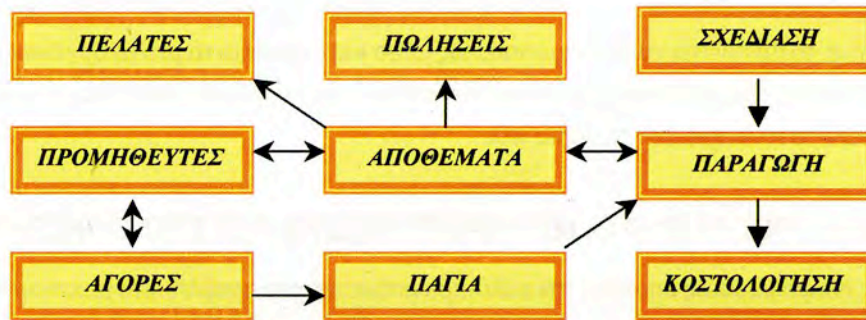 ΠΕΛΑΤΕΣ
ΠΩΛΗΣΕΙΣ
ΣΧΕΔΙΑΣΗ
ΠΡΟΜΗΘΕΥΤΕΣ
ΑΠΟΘΕΜΑΤΑ
ΠΑΡΑΓΩΓΗ
ΑΓΟΡΕΣ
ΠΑΓΙΑ
ΚΟΣΤΟΛΟΓΗΣΗ